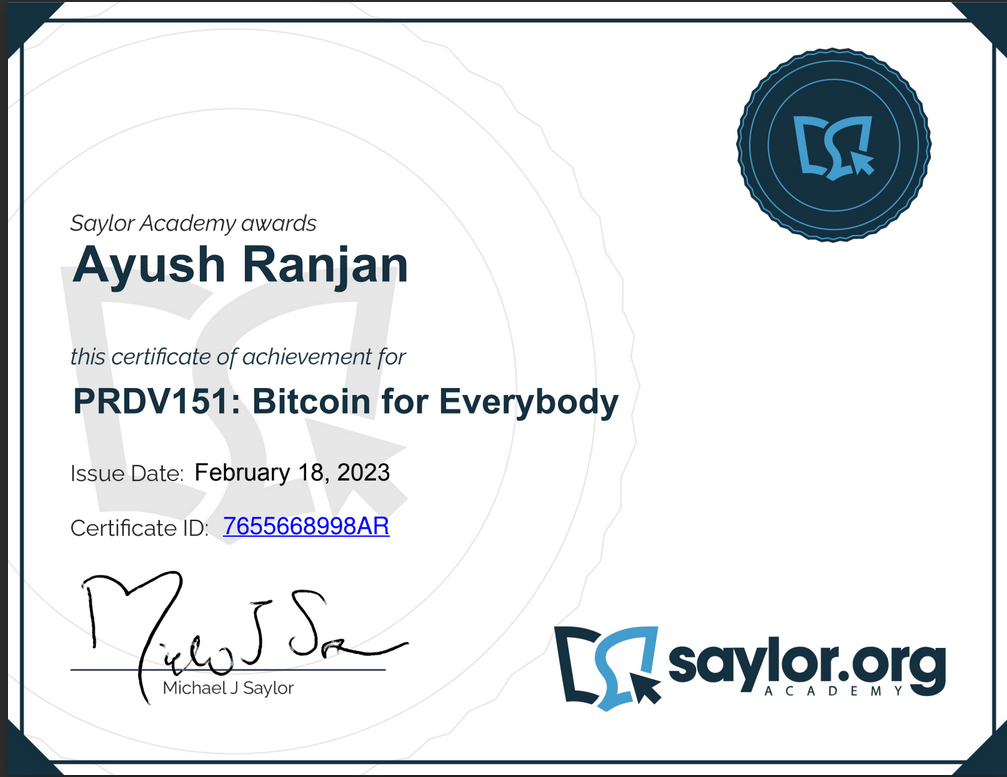 Saylor Academy awards
Ayush Ranjan
this certificate of achievement for
PRDV151: Bitcoin for Everybody
Issue Date: February 18, 2023
Certificate ID: 7655668998AR
Michael J Saylor
saylor.org
ACADEMY